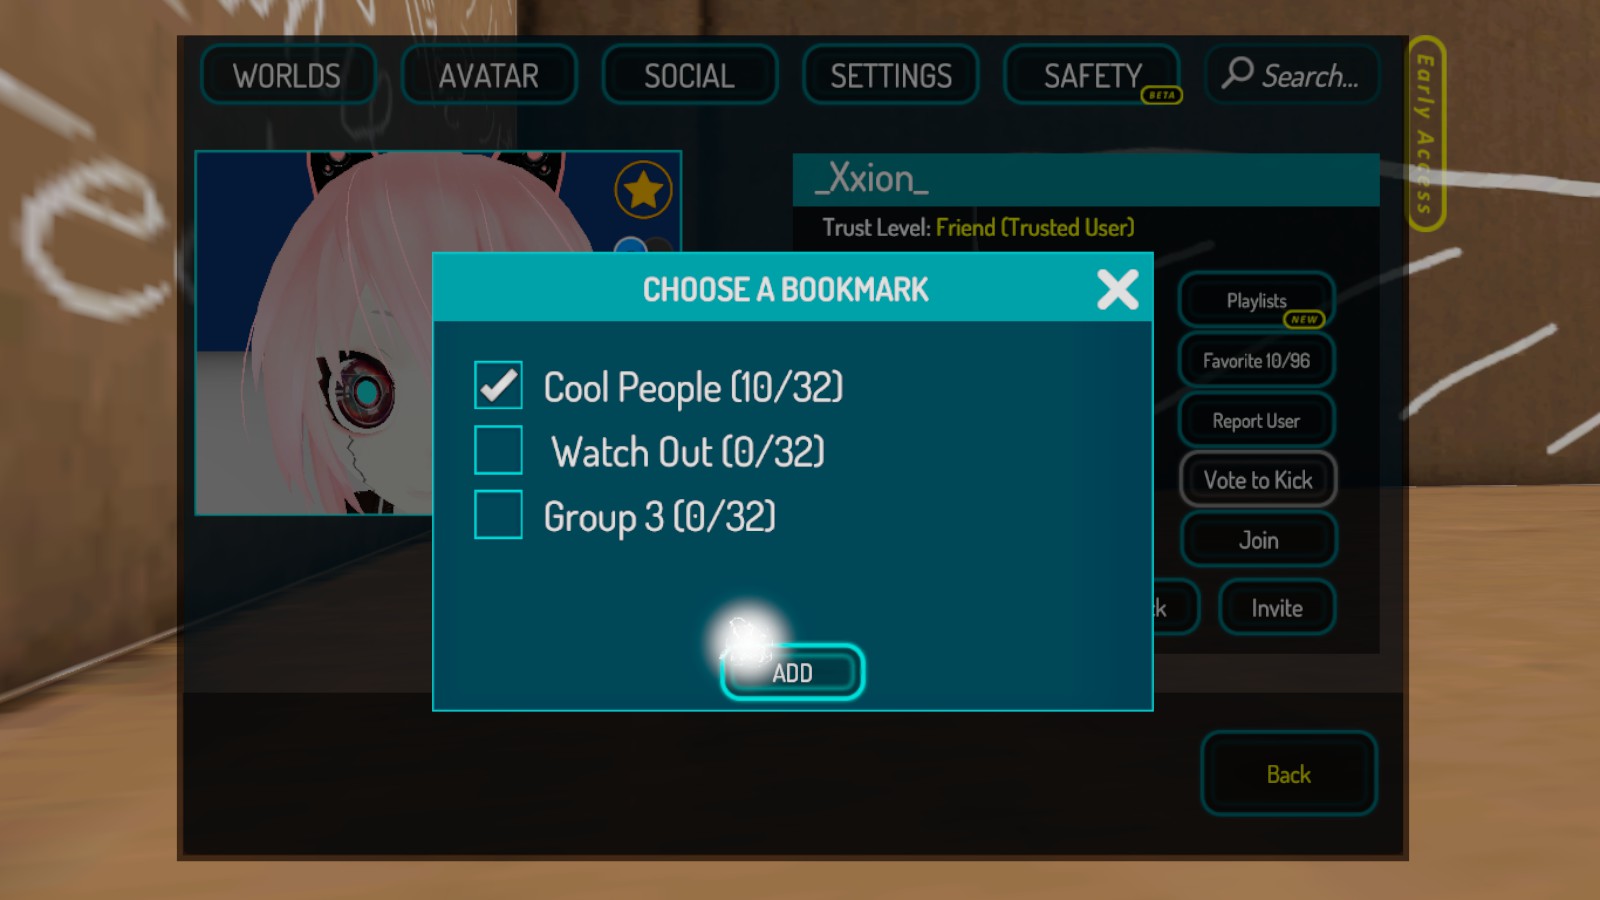 WORLDS
AVATAR
SOCIAL
SETTINGS
SAFETY
BETA
Search...
Early Access
_Xxion_
Trust Level: Friend (Trusted User)
CHOOSE A BOOKMARK
Cool People (10/32)
Watch Out (0/32)
Group 3 (0/32)
ADD
Playlists
NEW
Favorite 10/96
Report User
Vote to Kick
Join
Invite
Back